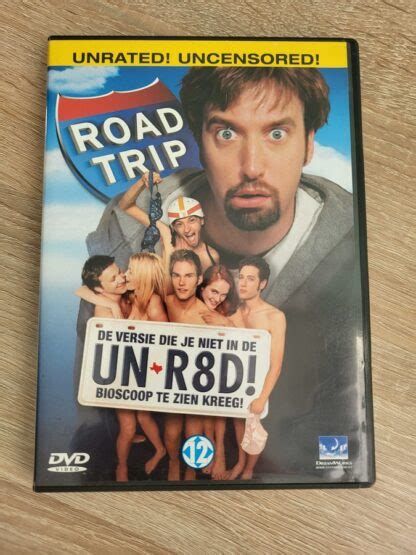 UNRATED! UNCENSORED!
ROAD
TRIP
DE VERSIE DIE JE NIET IN DE
UN★R8D!
BIOSCOOP TE ZIEN KREEG!
DVD
VIDEO
12
DREAMWORKS